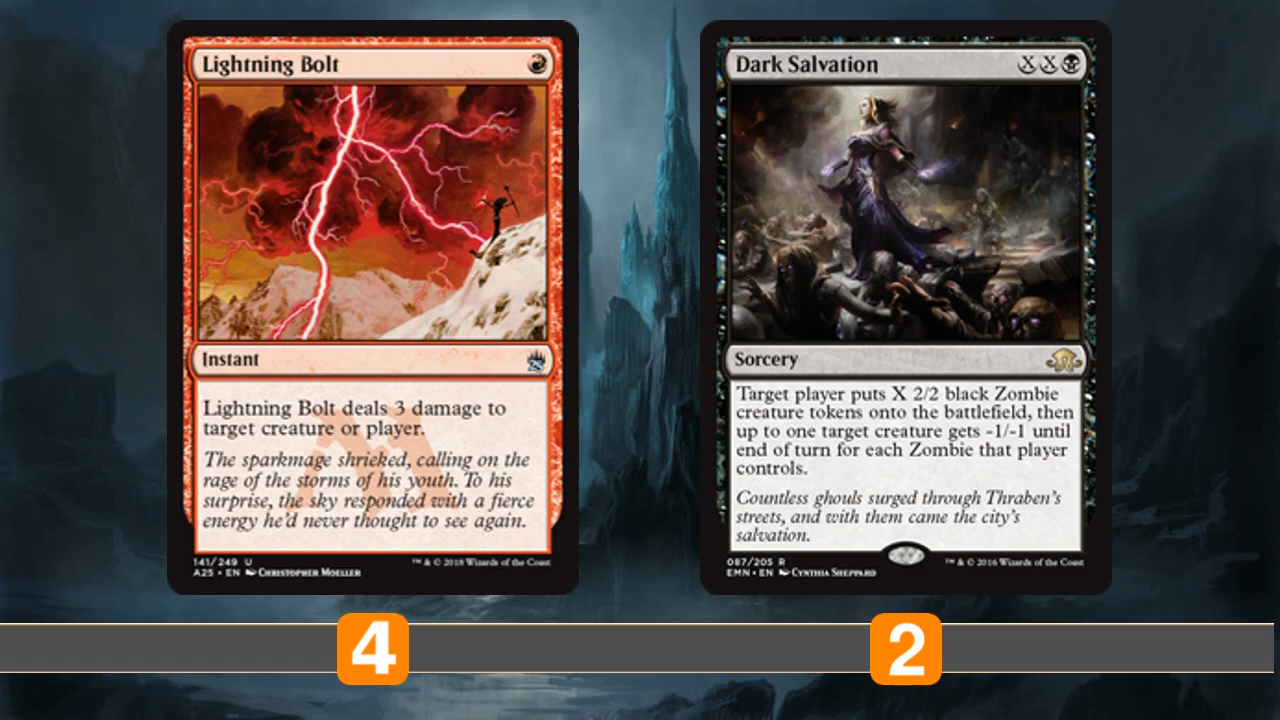 Lightning Bolt
Instant
Lightning Bolt deals 3 damage to
target creature or player.
The sparkmage shrieked, calling on the
rage of the storms of his youth. To his
surprise, the sky responded with a fierce
energy he'd never thought to see again.
141/249 U
A25 • EN Christopher Moeller
™ & © 2018 Wizards of the Coast
4
Dark Salvation XX
Sorcery
Target player puts X 2/2 black Zombie
creature tokens onto the battlefield, then
up to one target creature gets -1/-1 until
end of turn for each Zombie that player
controls.
Countless ghouls surged through Thraben's
streets, and with them came the city's
salvation.
087/205 R
EMN • EN Cynthia Sheppard
™ & © 2016 Wizards of the Coast
2